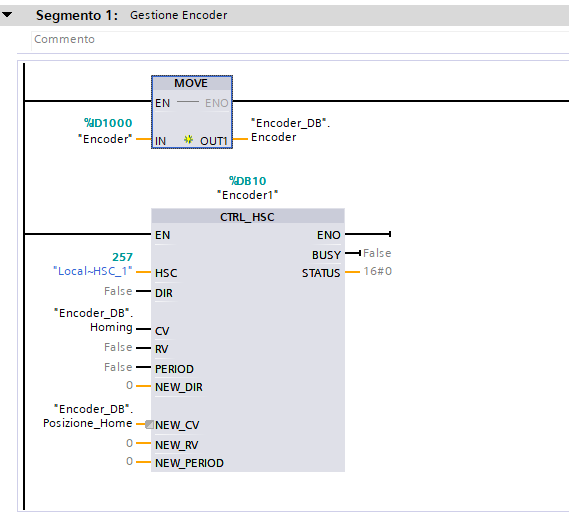 Segmento 1: Gestione Encoder
Commento
MOVE
EN ENO
%ID1000
"Encoder" IN OUT1 "Encoder_DB".
Encoder
%DB10
"Encoder1"
CTRL_HSC
EN ENO
BUSY False
257
"Local~HSC_1" HSC STATUS 16#0
False DIR
"Encoder_DB".
Homing CV
False RV
False PERIOD
0 NEW_DIR
"Encoder_DB".
Posizione_Home NEW_CV
0 NEW_RV
0 NEW_PERIOD